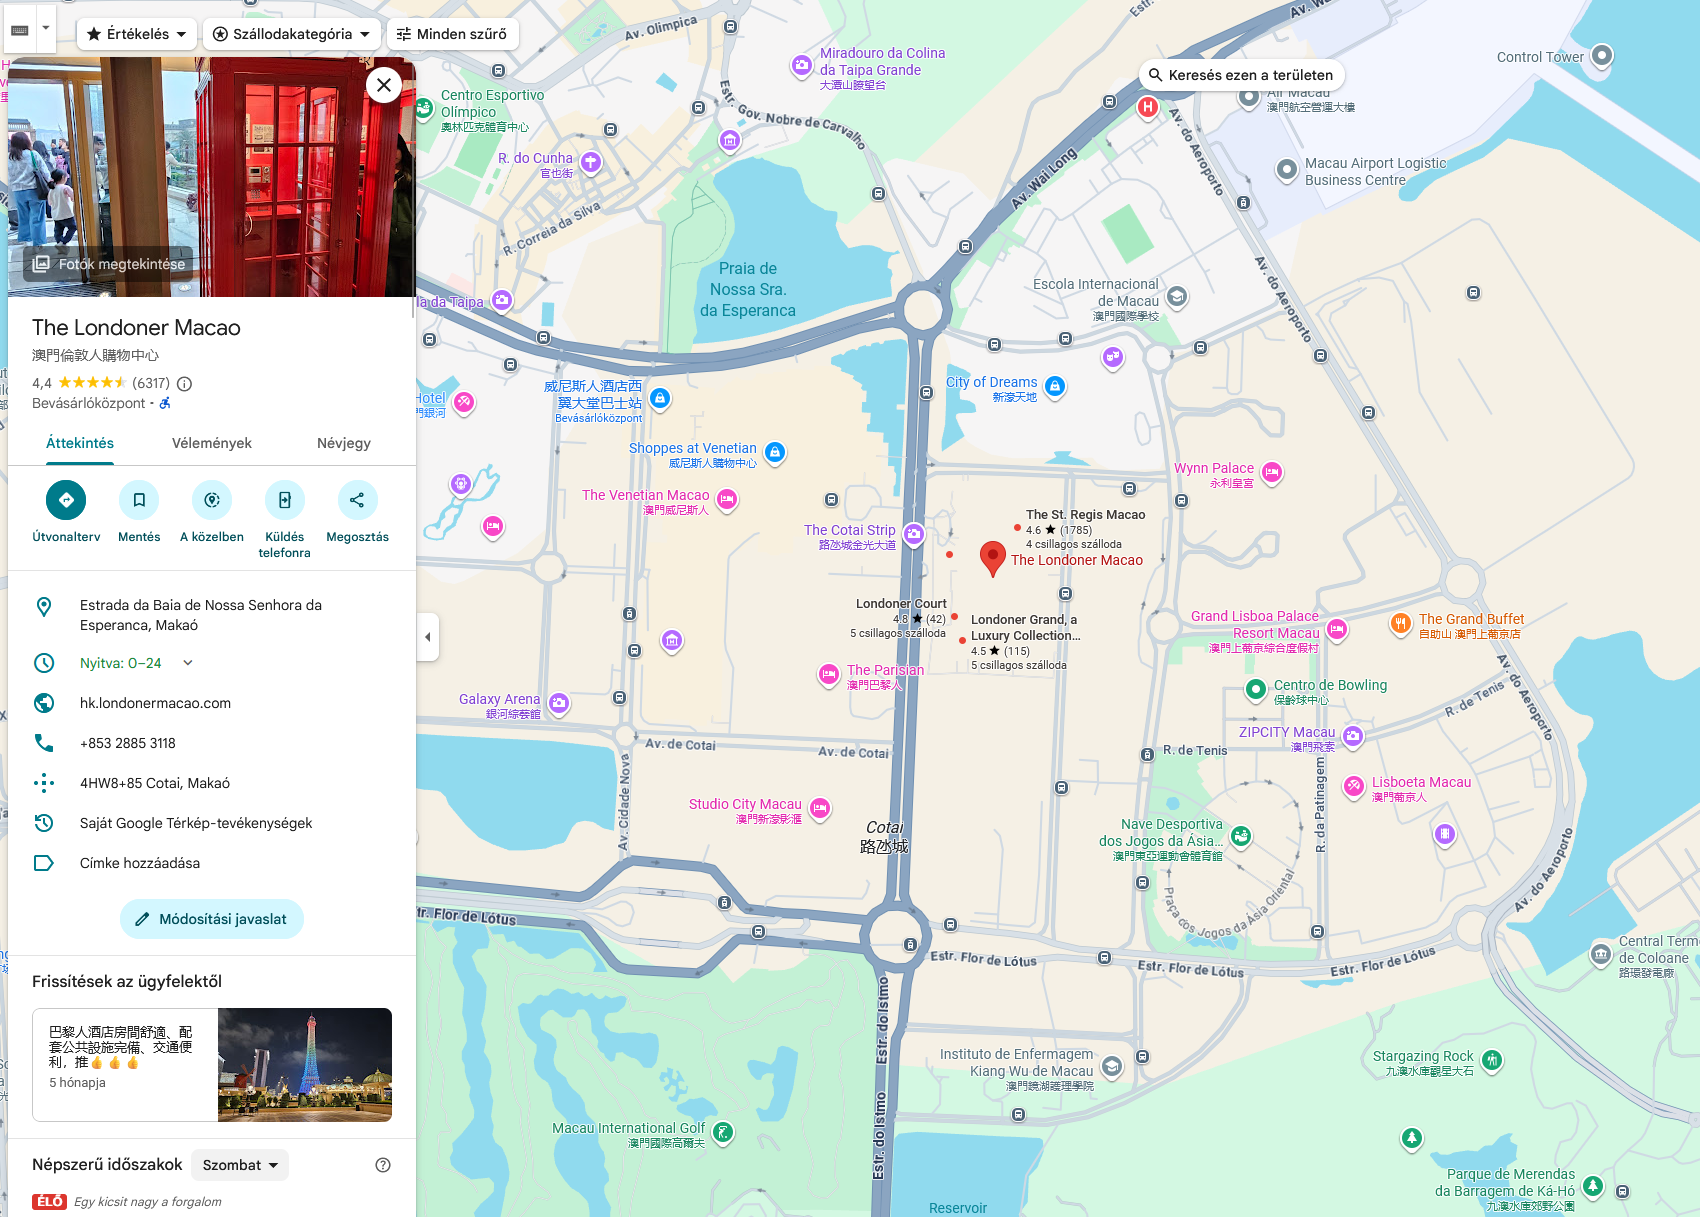 Értékelés
Szállodakategória
Minden szűrő
Keresés ezen a területen
Fotók megtekintése
The Londoner Macao
澳門倫敦人購物中心
4,4 (6317)
Bevásárlóközpont ·
Áttekintés
Vélemények
Névjegy
Útvonalterv
Mentés
A közelben
Küldés
telefonra
Megosztás
Estrada da Baia de Nossa Senhora da
Esperanca, Makaó
Nyitva: 0–24
hk.londonermacao.com
+853 2885 3118
4HW8+85 Cotai, Makaó
Saját Google Térkép-tevékenységek
Címke hozzáadása
Módosítási javaslat
Frissítések az ügyfelektől
巴黎人酒店房間舒適、配
套公共設施完備、交通便
利，推👍👍👍
5 hónapja
Népszerű időszakok
Szombat
ÉLŐ
Egy kicsit nagy a forgalom
Av. Olímpica
Miradouro da Colina
da Taipa Grande
大潭山瞭望台
Control Tower
Air Macau
澳門航空營運大樓
Centro Esportivo
Olímpico
奧林匹克體育中心
Estr. Gov. Nobre de Carvalho
R. do Cunha
官也街
Av. Wai Long
Av. do Aeroporto
Macau Airport Logistic
Business Centre
R. Correia da Silva
Praia de
Nossa Sra.
da Esperanca
Av. do Aeroporto
Escola Internacional
de Macau
澳門國際學校
la da Taipa
威尼斯人酒店西
翼大堂巴士站
Bevásárlóközpont
City of Dreams
新濠天地
Hotel
門銀河
Shoppes at Venetian
威尼斯人購物中心
Wynn Palace
永利皇宮
The Venetian Macao
澳門威尼斯人
The Cotai Strip
路氹城金光大道
The St. Regis Macao
4.6 ★ (1785)
4 csillagos szálloda
The Londoner Macao
Londoner Court
4.8 ★ (42)
5 csillagos szálloda
Londoner Grand, a
Luxury Collection...
4.5 ★ (115)
5 csillagos szálloda
Grand Lisboa Palace
Resort Macau
澳門上葡京綜合度假村
The Grand Buffet
自助山 澳門上葡京店
The Parisian
澳門巴黎人
Galaxy Arena
銀河綜藝館
Centro de Bowling
保齡球中心
R. de Tenis
Av. do Aeroporto
ZIPCITY Macau
澳門飛索
Av. de Cotai
Av. de Cotai
R. de Tenis
Lisboeta Macau
澳門葡京人
Av. Cidade Nova
Studio City Macau
澳門新濠影滙
Cotai
路氹城
Nave Desportiva
dos Jogos da Ásia...
澳門東亞運動會體育館
R. da Patinagem
Praça dos Jogos da Ásia Oriental
Av. do Aeroporto
Estr. Flor de Lótus
Estr. Flor de Lótus
Estr. Flor de Lótus
Estr. Flor de Lótus
Central Term
de Coloane
路環發電廠
Estr. do Istmo
Estr. do Istmo
Instituto de Enfermagem
Kiang Wu de Macau
澳門鏡湖護理學院
Stargazing Rock
九澳水庫觀星大石
Macau International Golf
澳門國際高爾夫
Parque de Merendas
da Barragem de Ká-Hó
九澳水庫郊野公園
Reservoir